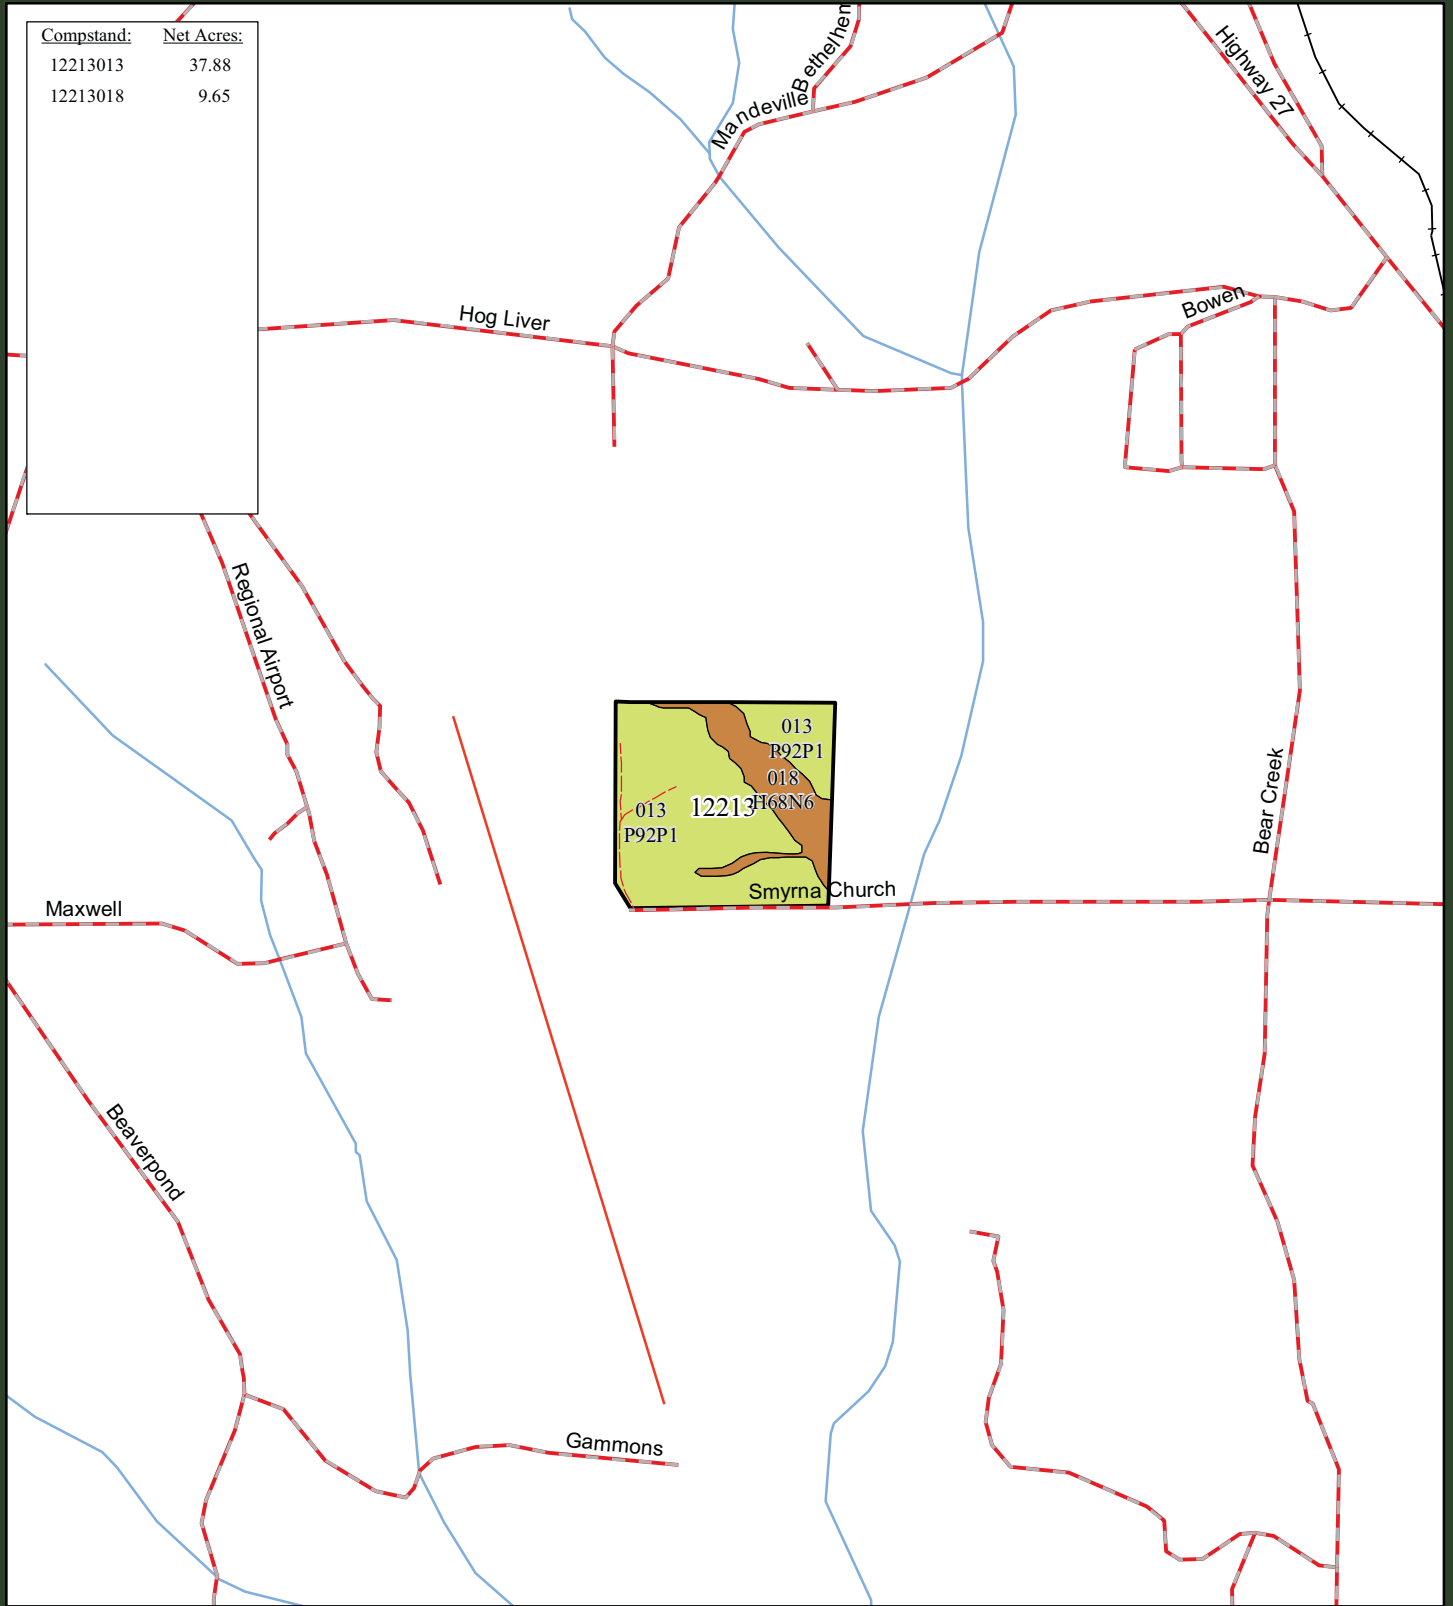 Compstand: Net Acres:
12213013 37.88
12213018 9.65
Bethelhem
Mandeville
Highway 27
Hog Liver
Bowen
Regional Airport
013
P92P1
018
H68N6
12213
013
P92P1
Smyrna Church
Bear Creek
Maxwell
Beaverpond
Gammons